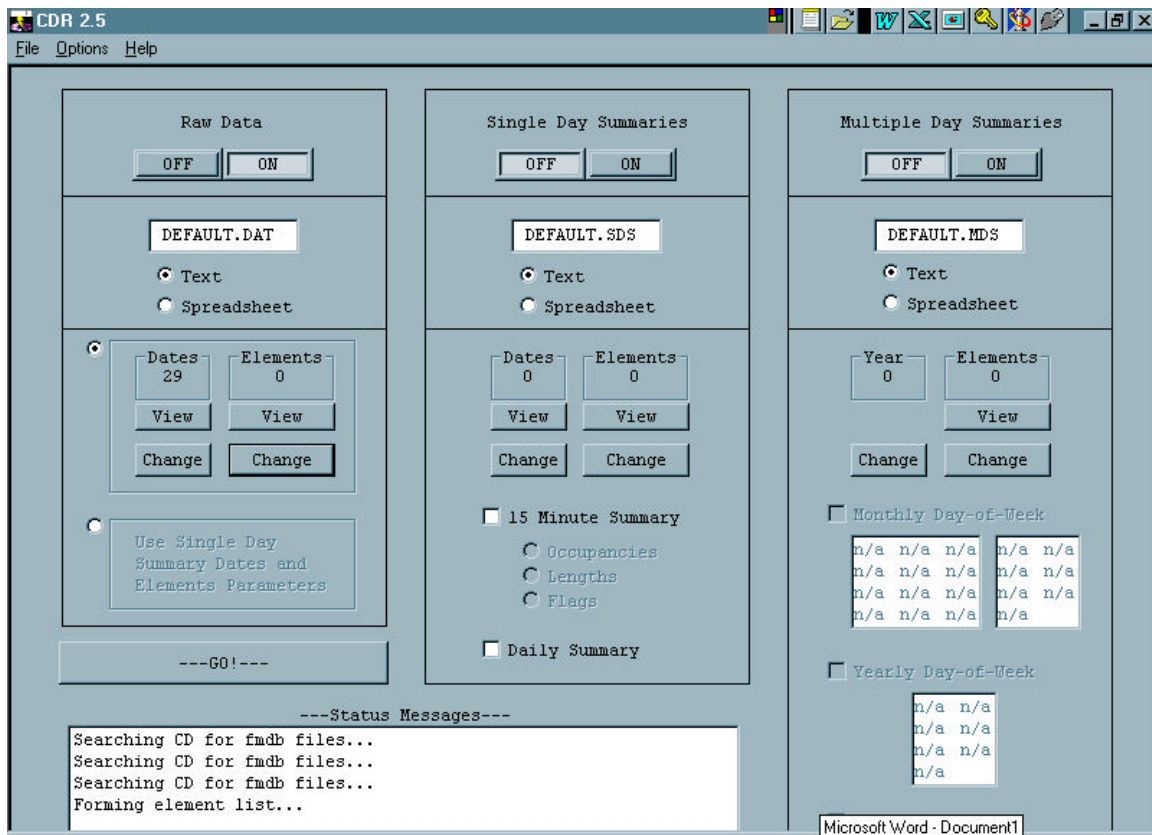 CDR 2.5
File Options Help
Raw Data
OFF ON
DEFAULT.DAT
Text
Spreadsheet
Dates Elements
29 0
View View
Change Change
Use Single Day
Summary Dates and
Elements Parameters
---GO!---
Single Day Summaries
OFF ON
DEFAULT.SDS
Text
Spreadsheet
Dates Elements
0 0
View View
Change Change
15 Minute Summary
Occupancies
Lengths
Flags
Daily Summary
Multiple Day Summaries
OFF ON
DEFAULT.MDS
Text
Spreadsheet
Year Elements
0 0
View
Change Change
Monthly Day-of-Week
n/a n/a n/a n/a n/a
n/a n/a n/a n/a n/a
n/a n/a n/a n/a n/a
n/a n/a n/a n/a
Yearly Day-of-Week
n/a n/a
n/a n/a
n/a n/a
n/a
---Status Messages---
Searching CD for fmdb files...
Searching CD for fmdb files...
Searching CD for fmdb files...
Forming element list...
Microsoft Word - Document1